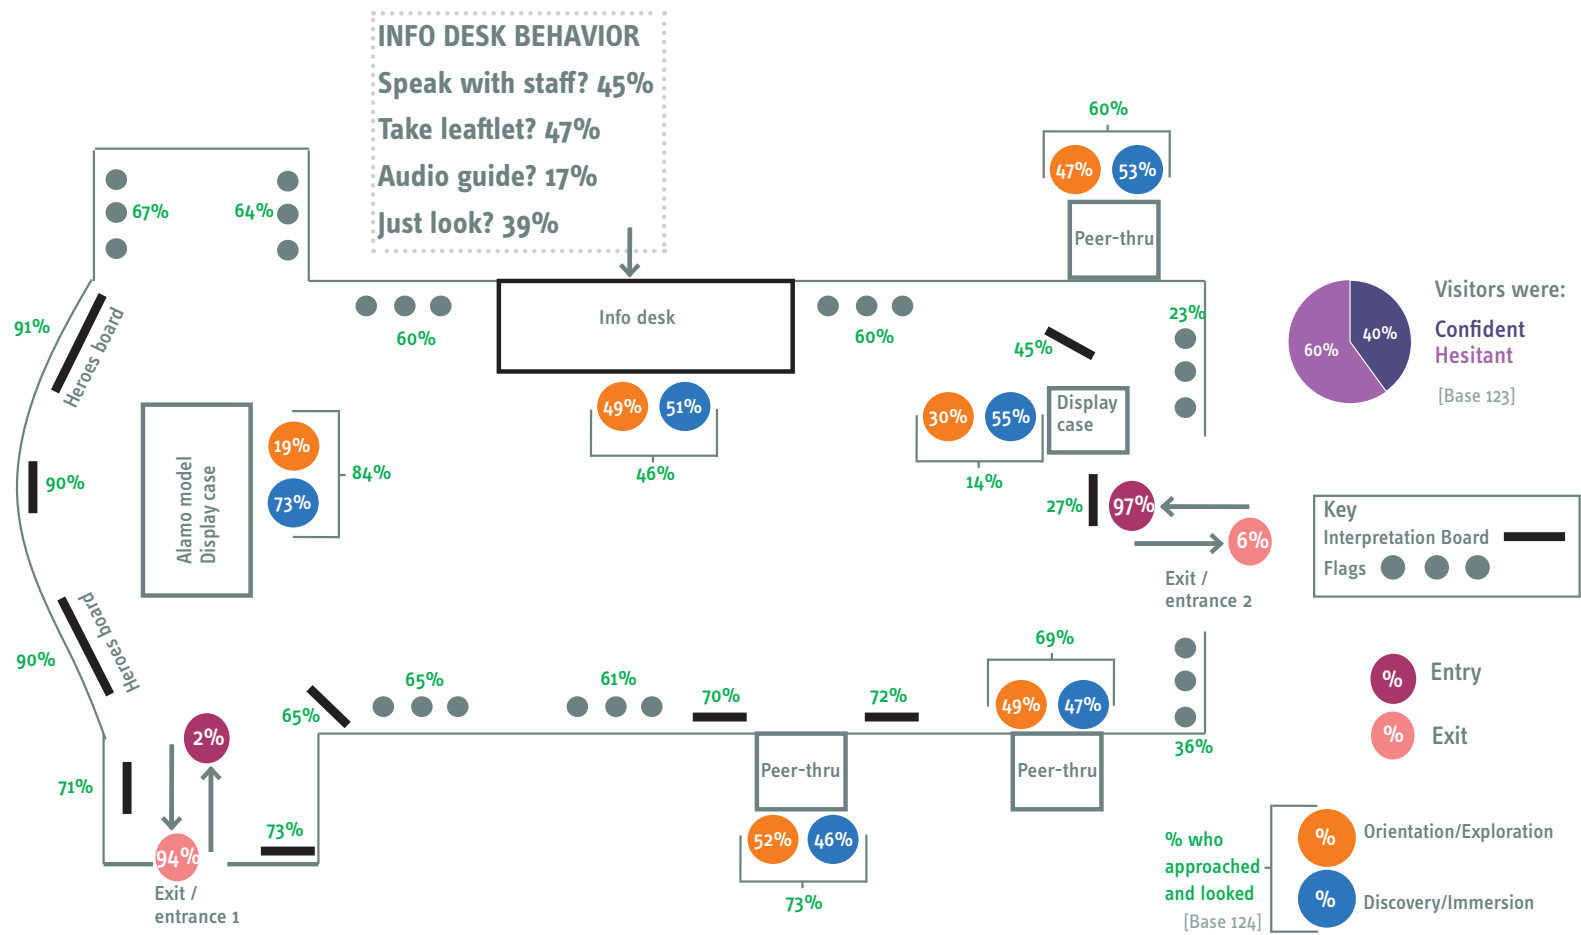 INFO DESK BEHAVIOR
Speak with staff? 45%
Take leaftlet? 47%
Audio guide? 17%
Just look? 39%
60%
47% 53%
Peer-thru
67% 64%
91%
Heroes board
60%
Info desk
60%
23%
45%
60% 40%
Visitors were:
Confident
Hesitant
[Base 123]
Alamo model
Display case
19%
73%
84%
49% 51%
46%
30% 55%
14%
Display
case
90%
27%
97%
6%
Exit /
entrance 2
Key
Interpretation Board
Flags
90%
Heroes board
65%
65%
61%
70%
72%
69%
49% 47%
36%
Peer-thru
Peer-thru
52% 46%
73%
2%
71%
73%
94%
Exit /
entrance 1
% Entry
% Exit
% who
approached
and looked
[Base 124]
% Orientation/Exploration
% Discovery/Immersion